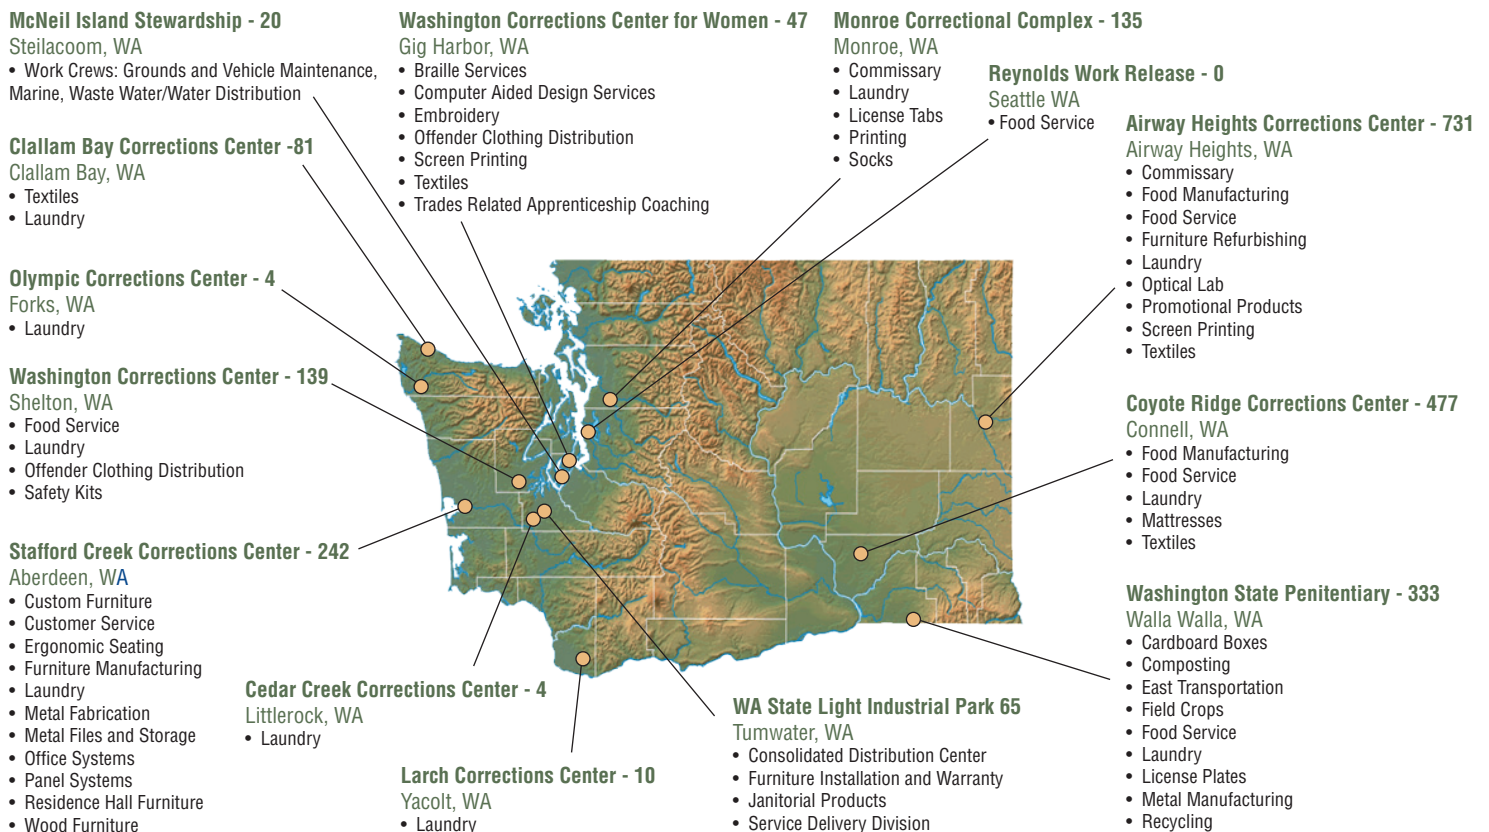 McNeil Island Stewardship - 20
Steilacoom, WA
• Work Crews: Grounds and Vehicle Maintenance,
Marine, Waste Water/Water Distribution
Clallam Bay Corrections Center -81
Clallam Bay, WA
• Textiles
• Laundry
Olympic Corrections Center - 4
Forks, WA
• Laundry
Washington Corrections Center - 139
Shelton, WA
• Food Service
• Laundry
• Offender Clothing Distribution
• Safety Kits
Stafford Creek Corrections Center - 242
Aberdeen, WA
• Custom Furniture
• Customer Service
• Ergonomic Seating
• Furniture Manufacturing
• Laundry
• Metal Fabrication
• Metal Files and Storage
• Office Systems
• Panel Systems
• Residence Hall Furniture
• Wood Furniture
Washington Corrections Center for Women - 47
Gig Harbor, WA
• Braille Services
• Computer Aided Design Services
• Embroidery
• Offender Clothing Distribution
• Screen Printing
• Textiles
• Trades Related Apprenticeship Coaching
Monroe Correctional Complex - 135
Monroe, WA
• Commissary
• Laundry
• License Tabs
• Printing
• Socks
Reynolds Work Release - 0
Seattle WA
• Food Service
Airway Heights Corrections Center - 731
Airway Heights, WA
• Commissary
• Food Manufacturing
• Food Service
• Furniture Refurbishing
• Laundry
• Optical Lab
• Promotional Products
• Screen Printing
• Textiles
Coyote Ridge Corrections Center - 477
Connell, WA
• Food Manufacturing
• Food Service
• Laundry
• Mattresses
• Textiles
Washington State Penitentiary - 333
Walla Walla, WA
• Cardboard Boxes
• Composting
• East Transportation
• Field Crops
• Food Service
• Laundry
• License Plates
• Metal Manufacturing
• Recycling
Cedar Creek Corrections Center - 4
Littlerock, WA
• Laundry
Larch Corrections Center - 10
Yacolt, WA
• Laundry
WA State Light Industrial Park 65
Tumwater, WA
• Consolidated Distribution Center
• Furniture Installation and Warranty
• Janitorial Products
• Service Delivery Division